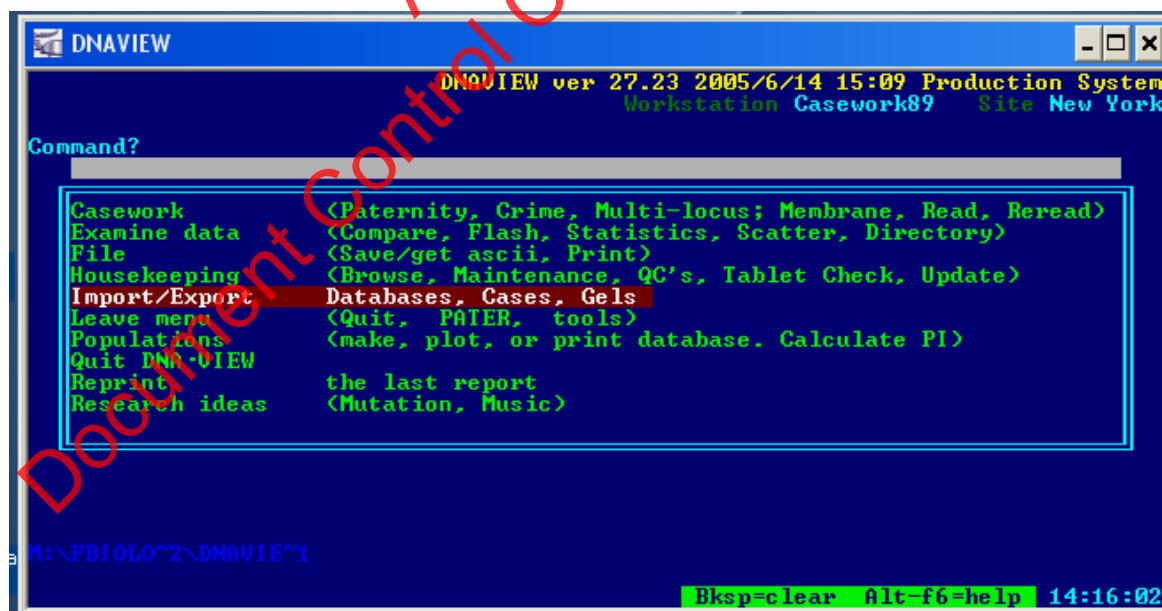 DNAVIEW
DNAVIEW ver 27.23 2005/6/14 15:09 Production System
Workstation Casework89 Site New York
Command?
Casework (Paternity, Crime, Multi-locus; Membrane, Read, Reread)
Examine data (Compare, Flash, Statistics, Scatter, Directory)
File (Save/get ascii, Print)
Housekeeping (Browse, Maintenance, QC's, Tablet Check, Update)
Import/Export Databases, Cases, Gels
Leave menu (Quit, PATER, tools)
Populations (make, plot, or print database. Calculate PI)
Quit DNA·VIEW
Reprint the last report
Research ideas (Mutation, Music)
M:\FBIOLO~2\DNAVIE~1
Bksp=clear Alt-f6=help 14:16:02
Document Control